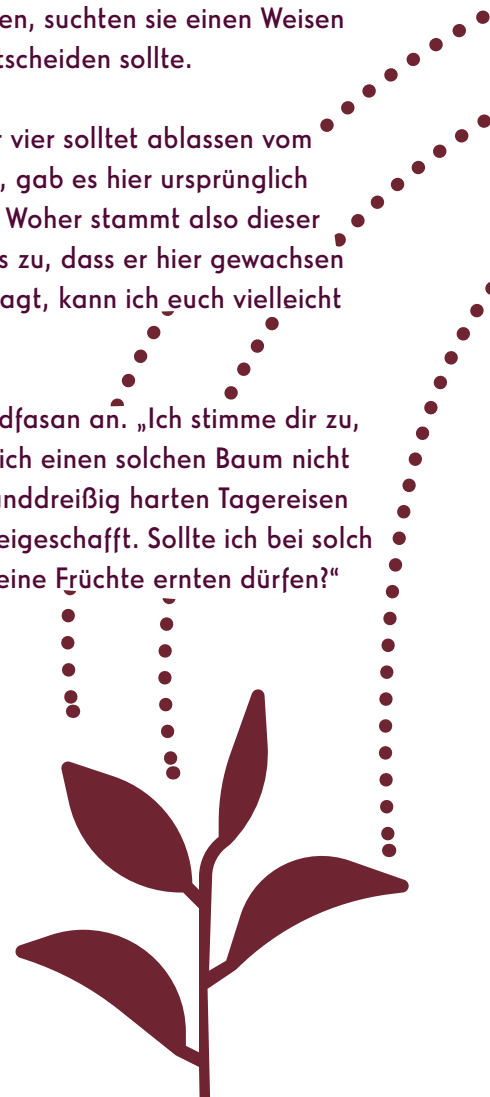 en, suchten sie einen Weisen
tscheiden sollte.
r vier solltet ablassen vom
, gab es hier ursprünglich
Woher stammt also dieser
s zu, dass er hier gewachsen
agt, kann ich euch vielleicht
dfasan an. „Ich stimme dir zu,
ich einen solchen Baum nicht
nddreißig harten Tagereisen
eigeschafft. Sollte ich bei solch
eine Früchte ernten dürfen?“